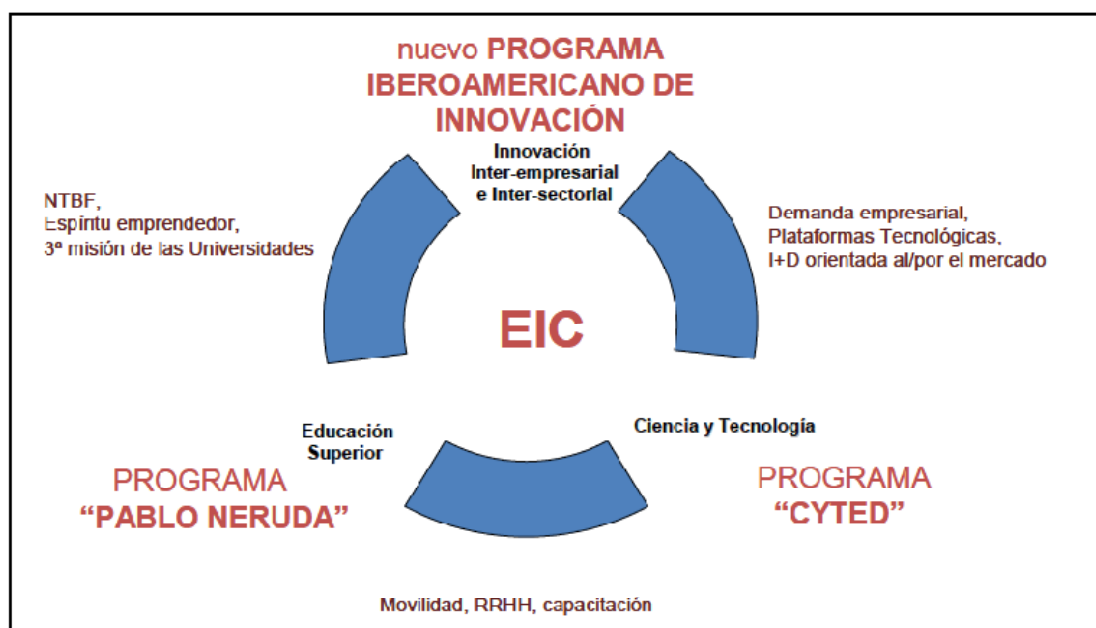 nuevo PROGRAMA
IBEROAMERICANO DE
INNOVACIÓN
Innovación
Inter-empresarial
e Inter-sectorial
NTBF,
Espíritu emprendedor,
3ª misión de las Universidades
Demanda empresarial,
Plataformas Tecnológicas,
I+D orientada al/por el mercado
EIC
Educación
Superior
Ciencia y Tecnología
PROGRAMA
“PABLO NERUDA”
PROGRAMA
“CYTED”
Movilidad, RRHH, capacitación